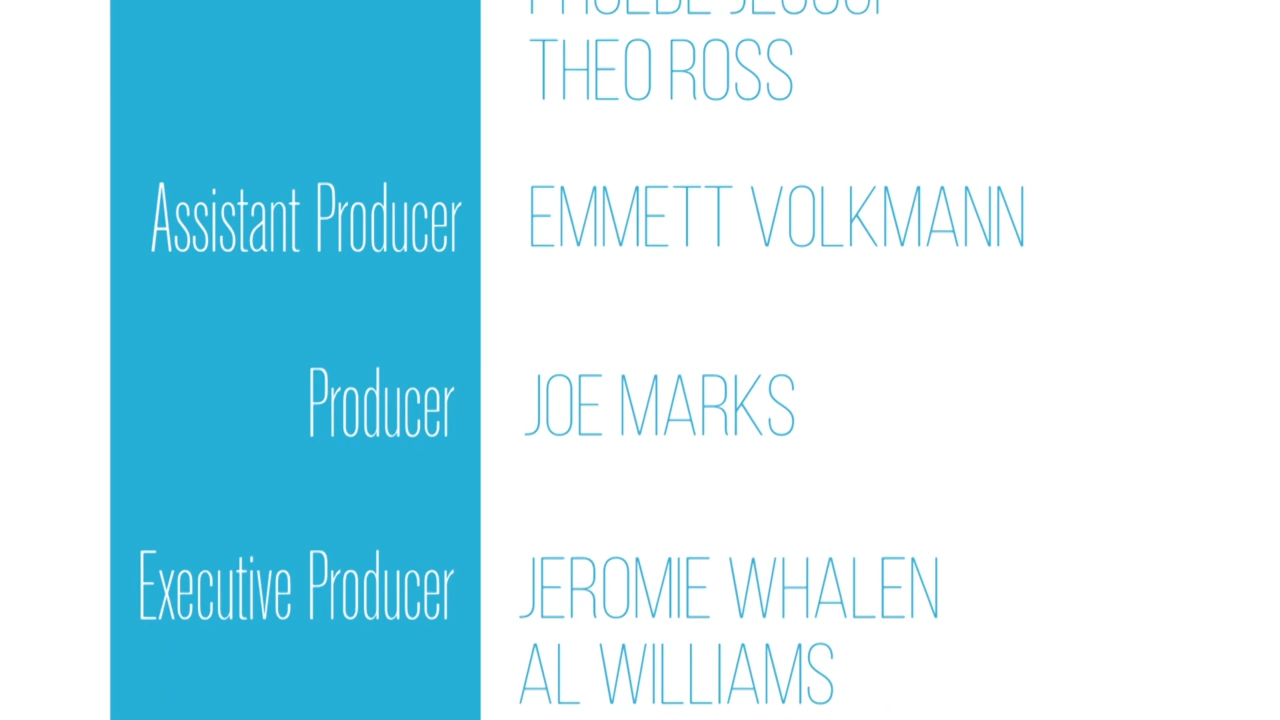 THEO ROSS
Assistant Producer EMMETT VOLKMANN
Producer JOE MARKS
Executive Producer JEROMIE WHALEN
AL WILLIAMS